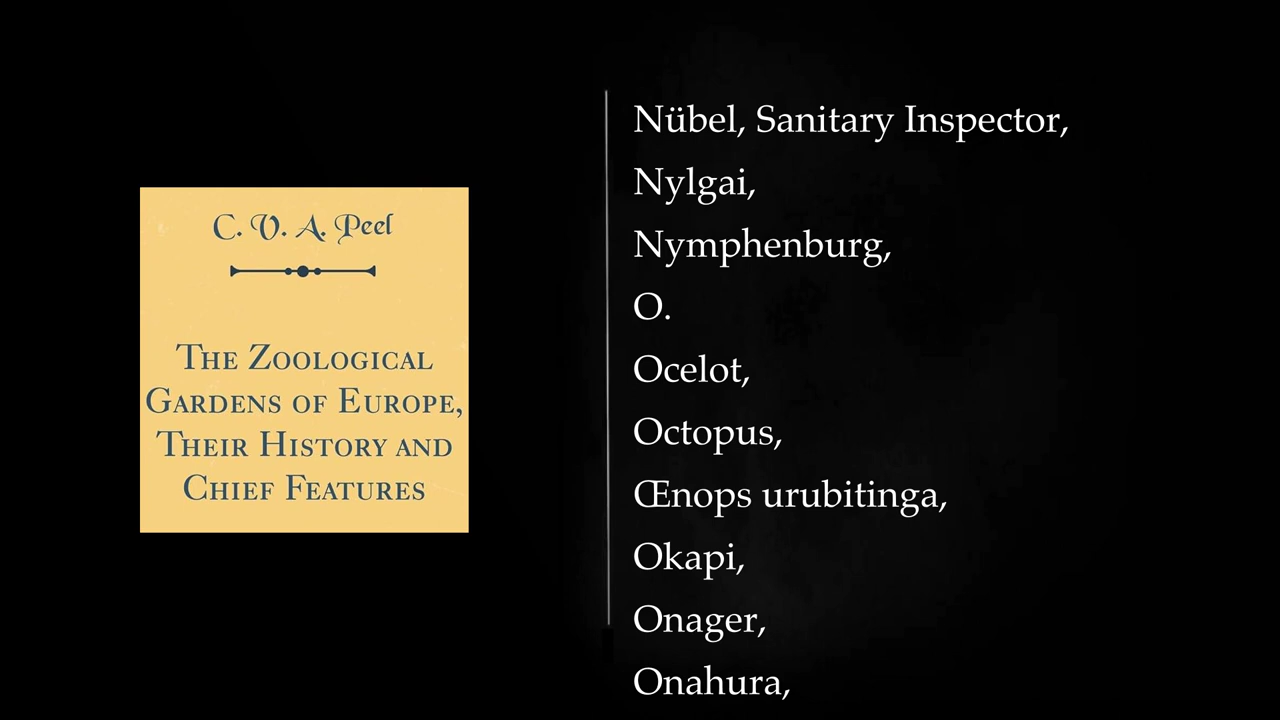 C. V. A. Peel
The Zoological
Gardens of Europe,
Their History and
Chief Features
Nübel, Sanitary Inspector,
Nylgai,
Nymphenburg,
O.
Ocelot,
Octopus,
Œnops urubitinga,
Okapi,
Onager,
Onahura,